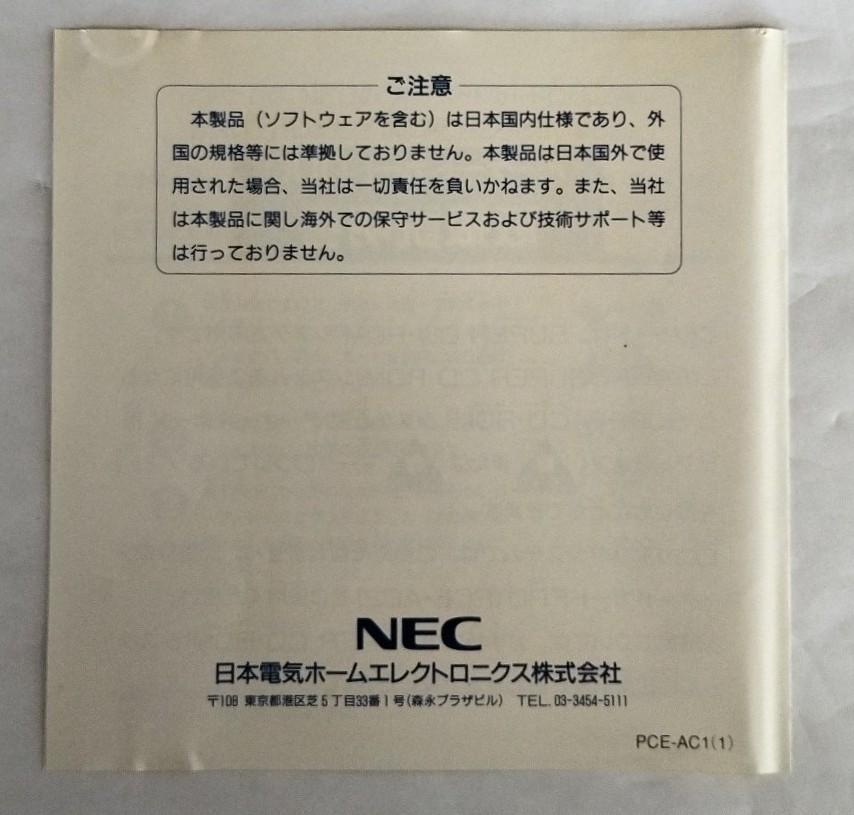 ご注意
本製品（ソフトウェアを含む）は日本国内仕様であり、外
国の規格等には準拠しておりません。本製品は日本国外で使
用された場合、当社は一切責任を負いかねます。また、当社
は本製品に関し海外での保守サービスおよび技術サポート等
は行っておりません。
NEC
日本電気ホームエレクトロニクス株式会社
〒108 東京都港区芝5丁目33番1号(森永プラザビル) TEL. 03-3454-5111
PCE-AC1(1)